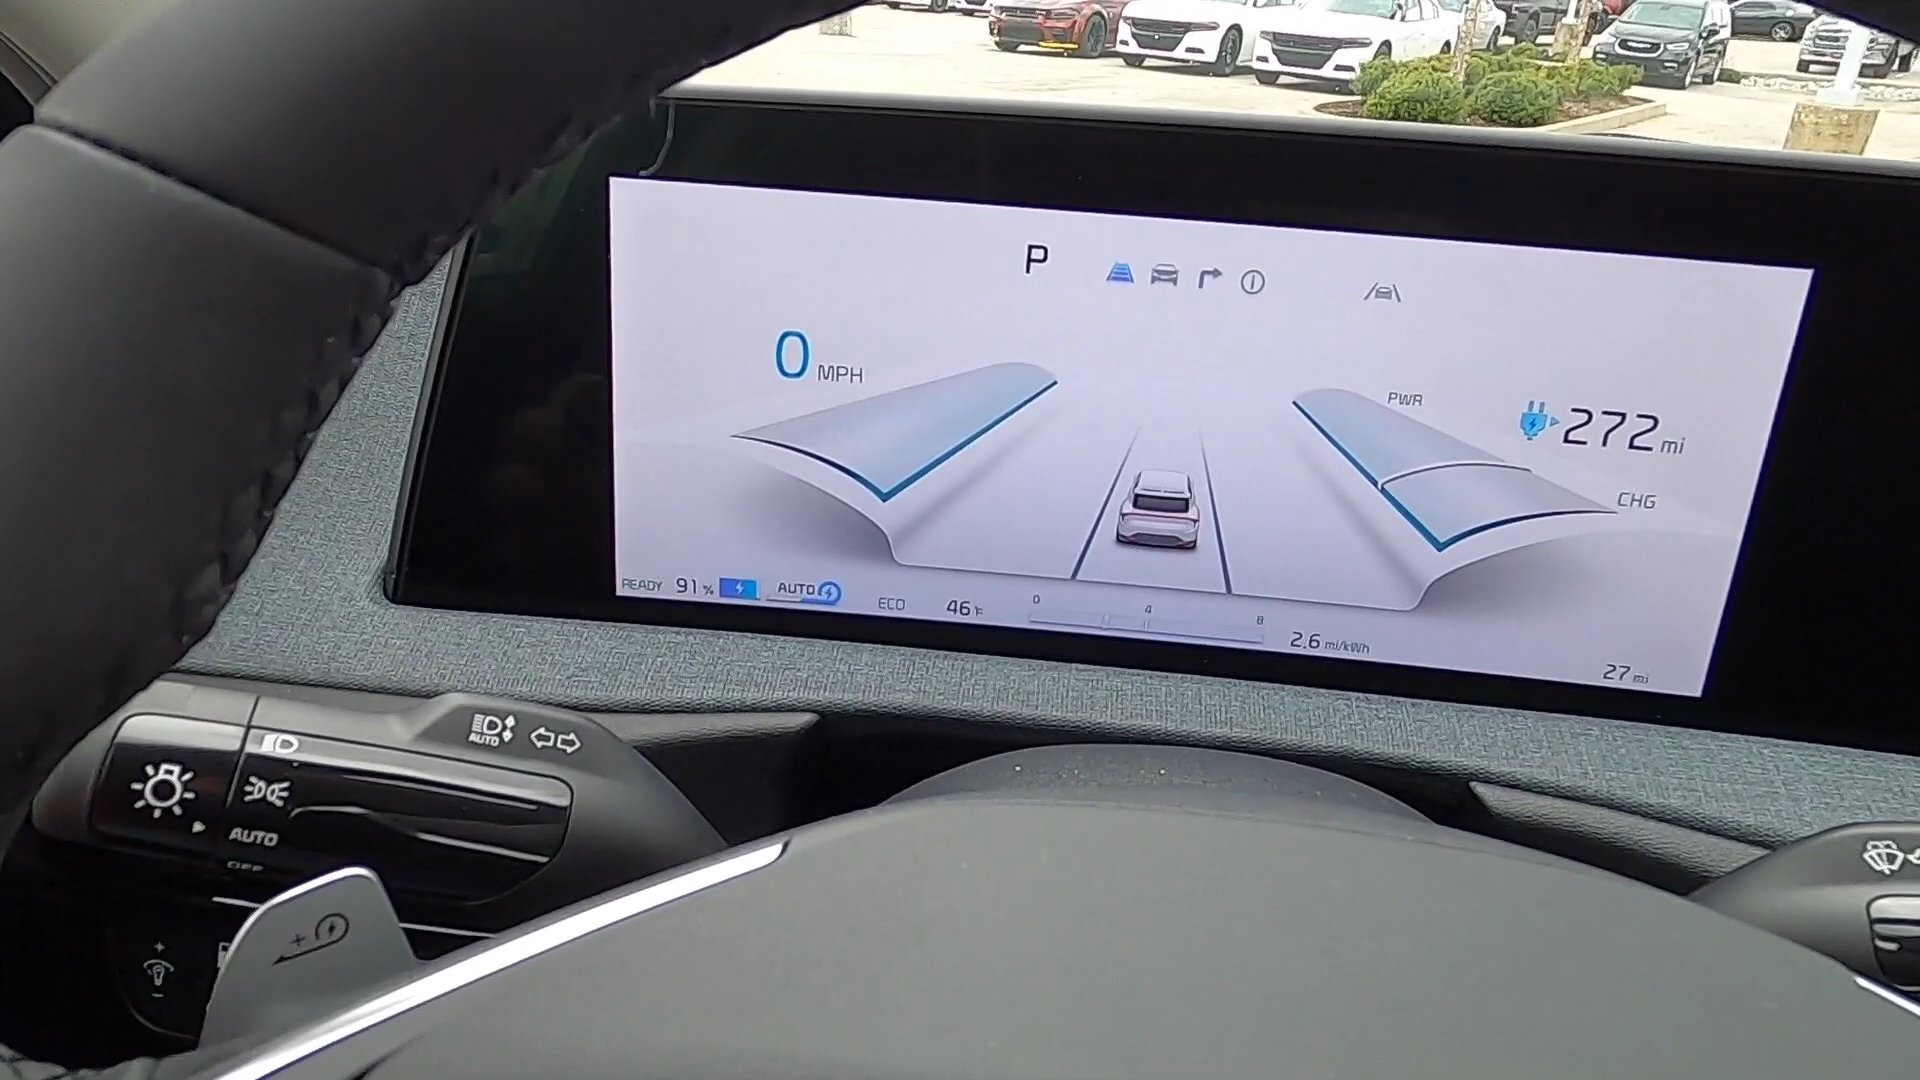 P
0 MPH
PWR
272 mi
CHG
READY 91% AUTO ECO 46°F 0 4 8 2.6 mi/kWh
27 mi
AUTO
AUTO
OFF
+
+
-